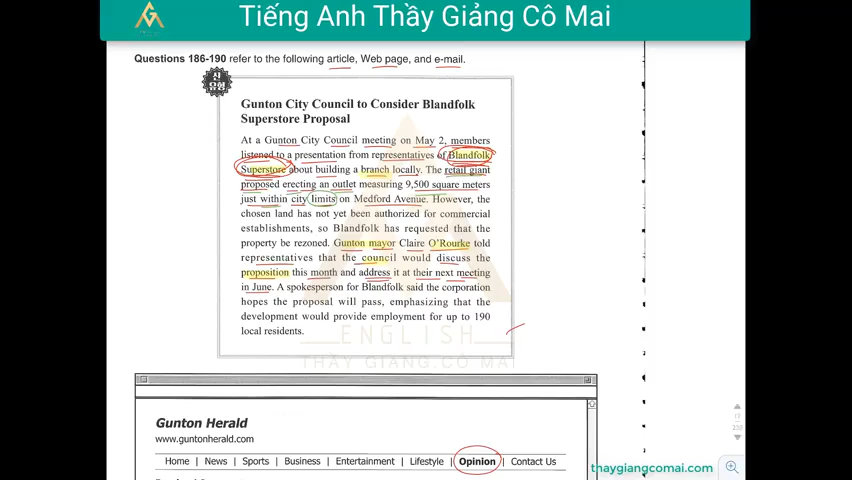 Tiếng Anh Thầy Giảng Cô Mai
Questions 186-190 refer to the following article, Web page, and e-mail.
Gunton City Council to Consider Blandfolk
Superstore Proposal
At a Gunton City Council meeting on May 2, members
listened to a presentation from representatives of Blandfolk
Superstore about building a branch locally. The retail giant
proposed erecting an outlet measuring 9,500 square meters
just within city limits on Medford Avenue. However, the
chosen land has not yet been authorized for commercial
establishments, so Blandfolk has requested that the
property be rezoned. Gunton mayor Claire O'Rourke told
representatives that the council would discuss the
proposition this month and address it at their next meeting
in June. A spokesperson for Blandfolk said the corporation
hopes the proposal will pass, emphasizing that the
development would provide employment for up to 190
local residents.
ENGLISH
THẦY GIẢNG.CÔ MAI
Gunton Herald
www.guntonherald.com
Home | News | Sports | Business | Entertainment | Lifestyle | Opinion | Contact Us
thaygiangcomai.com